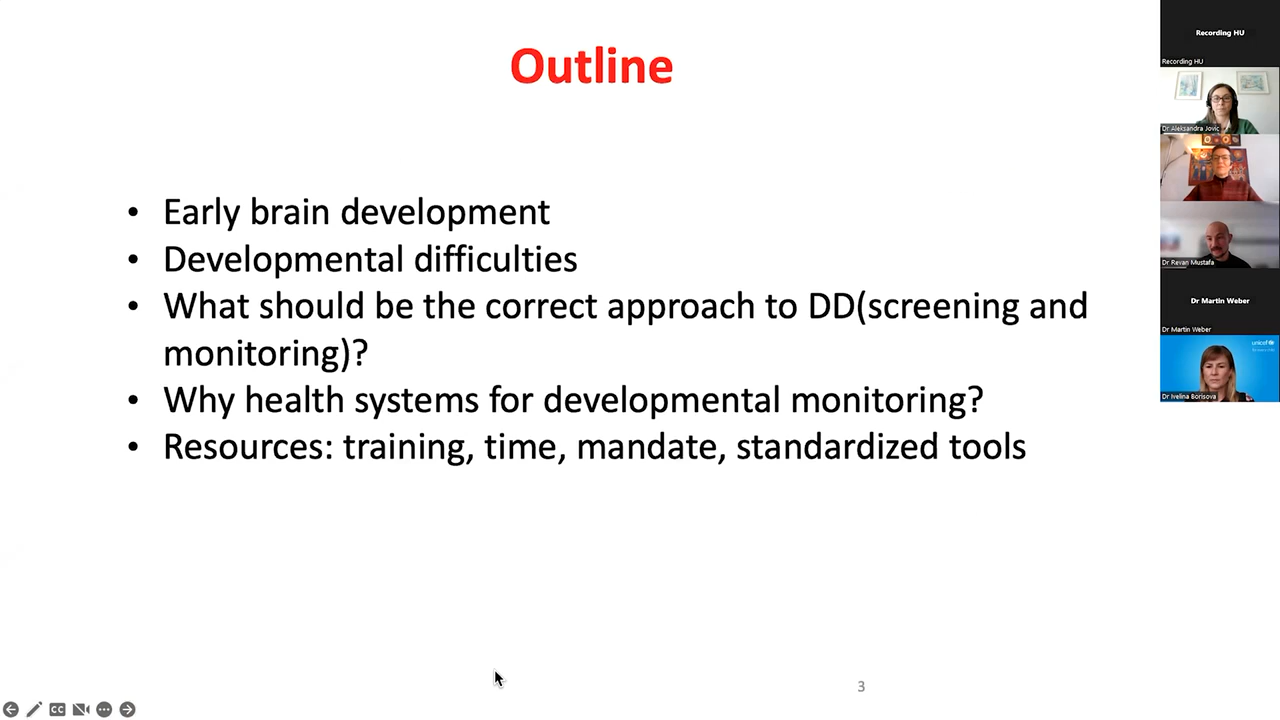 Outline
• Early brain development
• Developmental difficulties
• What should be the correct approach to DD(screening and
monitoring)?
• Why health systems for developmental monitoring?
• Resources: training, time, mandate, standardized tools
3
Recording HU
Recording HU
Dr Aleksandra Jovic
Dr Revan Mustafa
Dr Martin Weber
Dr Martin Weber
unicef
Dr Ivelina Borisova
CC